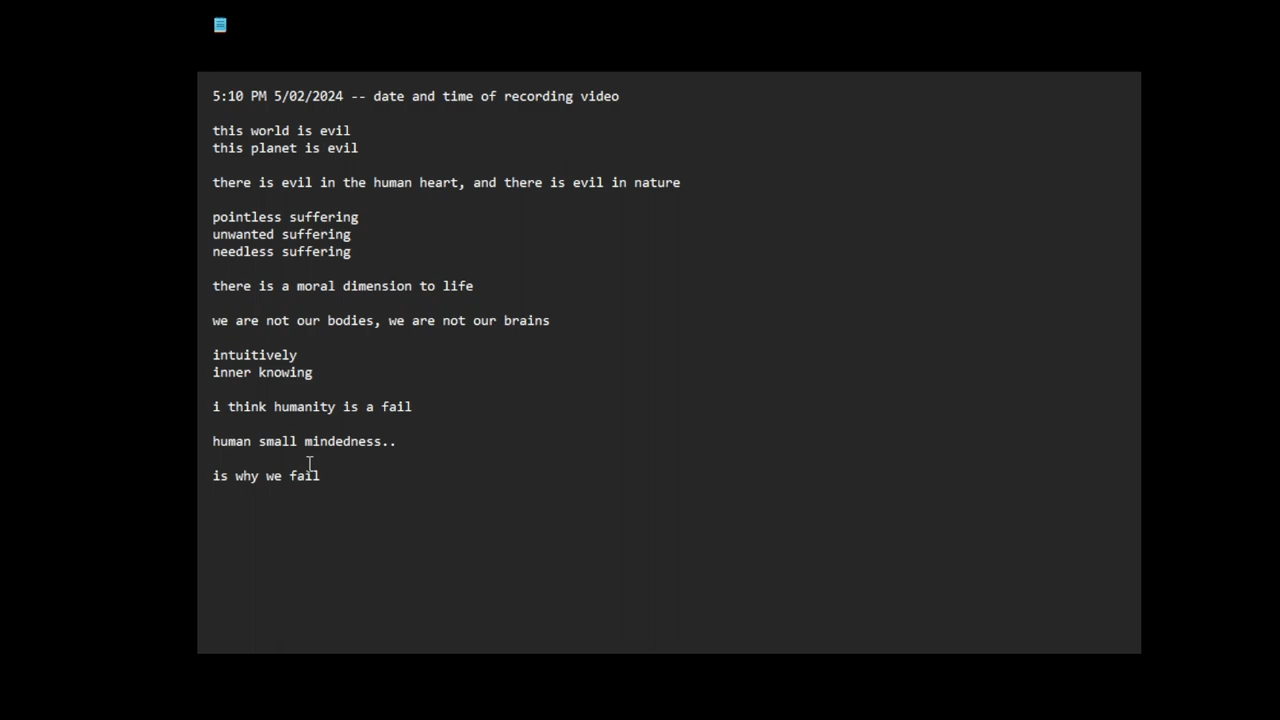 5:10 PM 5/02/2024 -- date and time of recording video
this world is evil
this planet is evil
there is evil in the human heart, and there is evil in nature
pointless suffering
unwanted suffering
needless suffering
there is a moral dimension to life
we are not our bodies, we are not our brains
intuitively
inner knowing
i think humanity is a fail
human small mindedness..
is why we fail